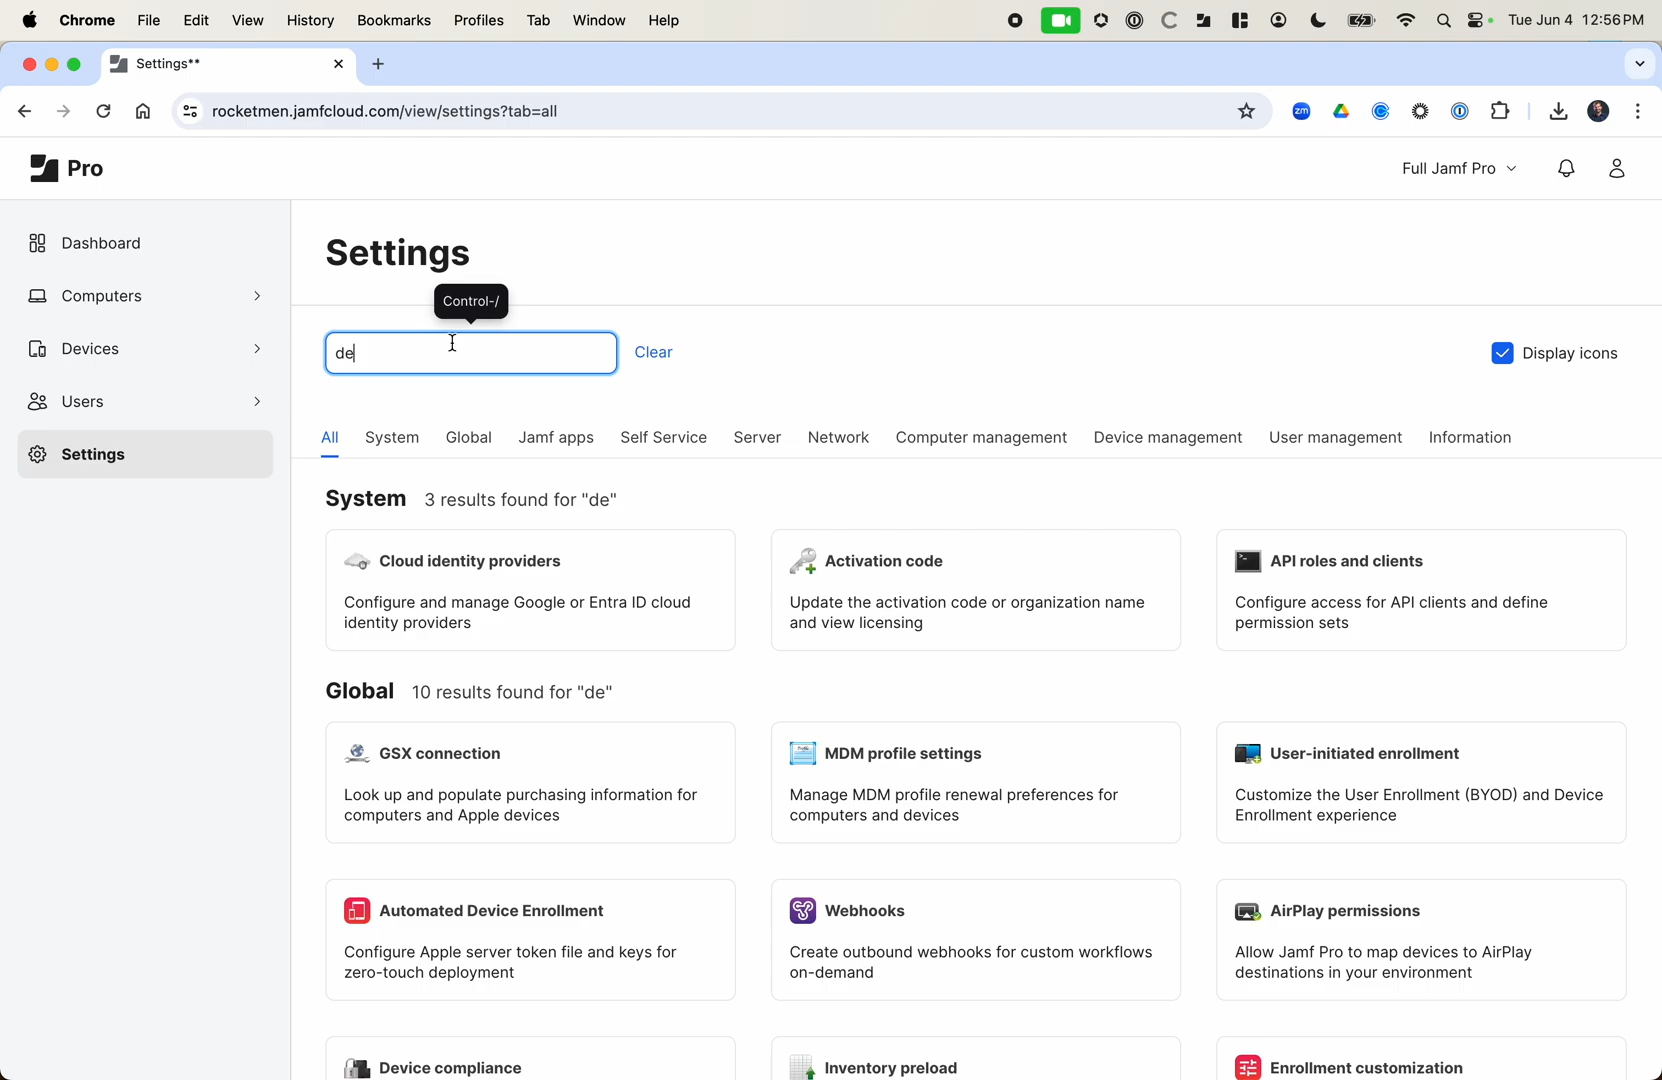 Chrome File Edit View History Bookmarks Profiles Tab Window Help Tue Jun 4 12:56 PM
Settings**
rocketmen.jamfcloud.com/view/settings?tab=all
zm
Pro
Full Jamf Pro
Dashboard
Computers
Devices
Users
Settings
Settings
Control-/
de
Clear
Display icons
All System Global Jamf apps Self Service Server Network Computer management Device management User management Information
System 3 results found for "de"
Cloud identity providers
Configure and manage Google or Entra ID cloud
identity providers
Activation code
Update the activation code or organization name
and view licensing
API roles and clients
Configure access for API clients and define
permission sets
Global 10 results found for "de"
GSX connection
Look up and populate purchasing information for
computers and Apple devices
MDM profile settings
Manage MDM profile renewal preferences for
computers and devices
User-initiated enrollment
Customize the User Enrollment (BYOD) and Device
Enrollment experience
Automated Device Enrollment
Configure Apple server token file and keys for
zero-touch deployment
Webhooks
Create outbound webhooks for custom workflows
on-demand
AirPlay permissions
Allow Jamf Pro to map devices to AirPlay
destinations in your environment
Device compliance
Inventory preload
Enrollment customization